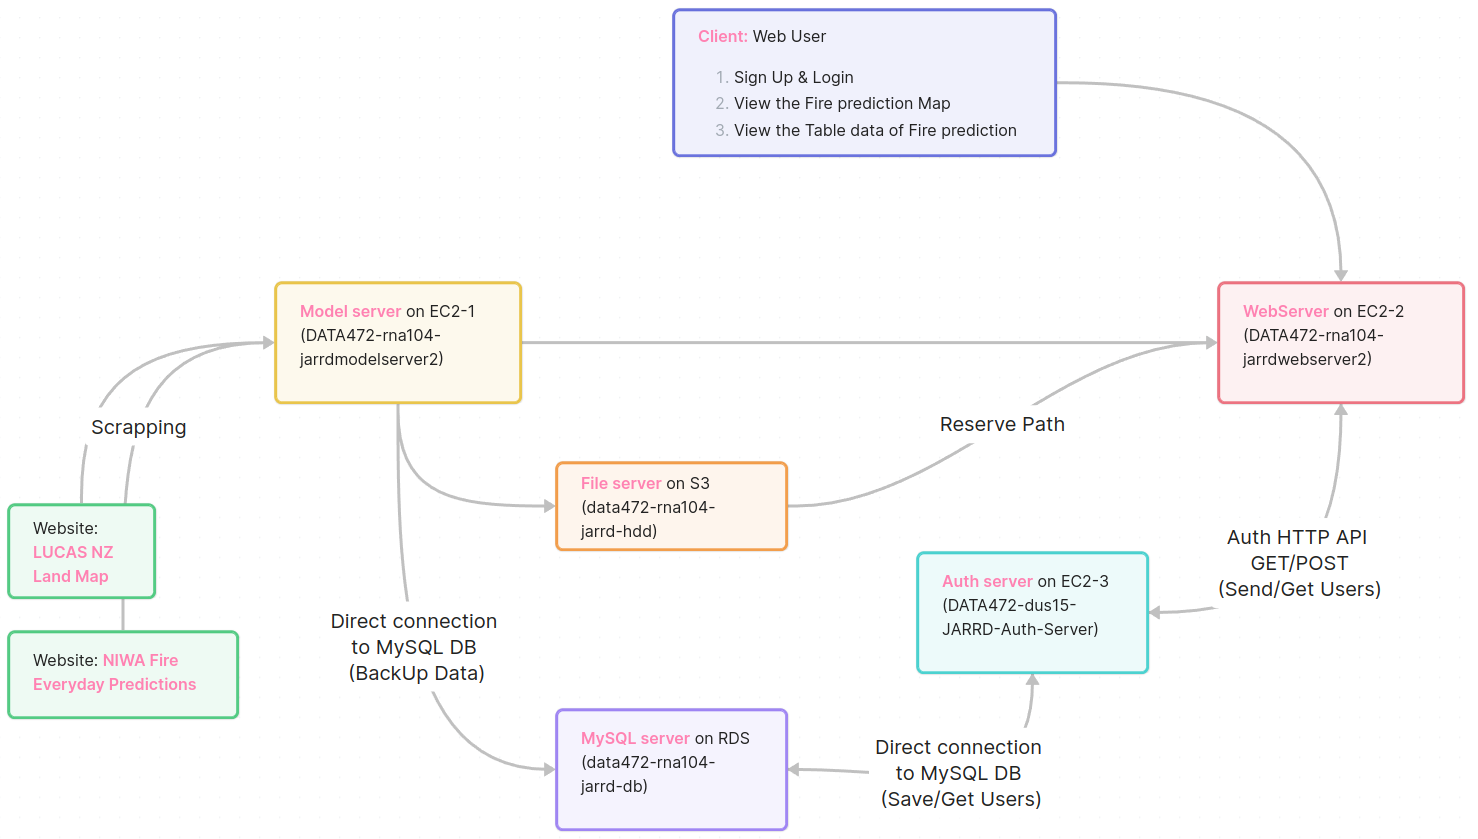 Client: Web User
1. Sign Up & Login
2. View the Fire prediction Map
3. View the Table data of Fire prediction
Model server on EC2-1
(DATA472-rna104-
jarrdmodelserver2)
WebServer on EC2-2
(DATA472-rna104-
jarrdwebserver2)
Scrapping
Reserve Path
File server on S3
(data472-rna104-
jarrd-hdd)
Website:
LUCAS NZ
Land Map
Auth HTTP API
GET/POST
(Send/Get Users)
Auth server on EC2-3
(DATA472-dus15-
JARRD-Auth-Server)
Direct connection
to MySQL DB
(BackUp Data)
Website: NIWA Fire
Everyday Predictions
MySQL server on RDS
(data472-rna104-
jarrd-db)
Direct connection
to MySQL DB
(Save/Get Users)